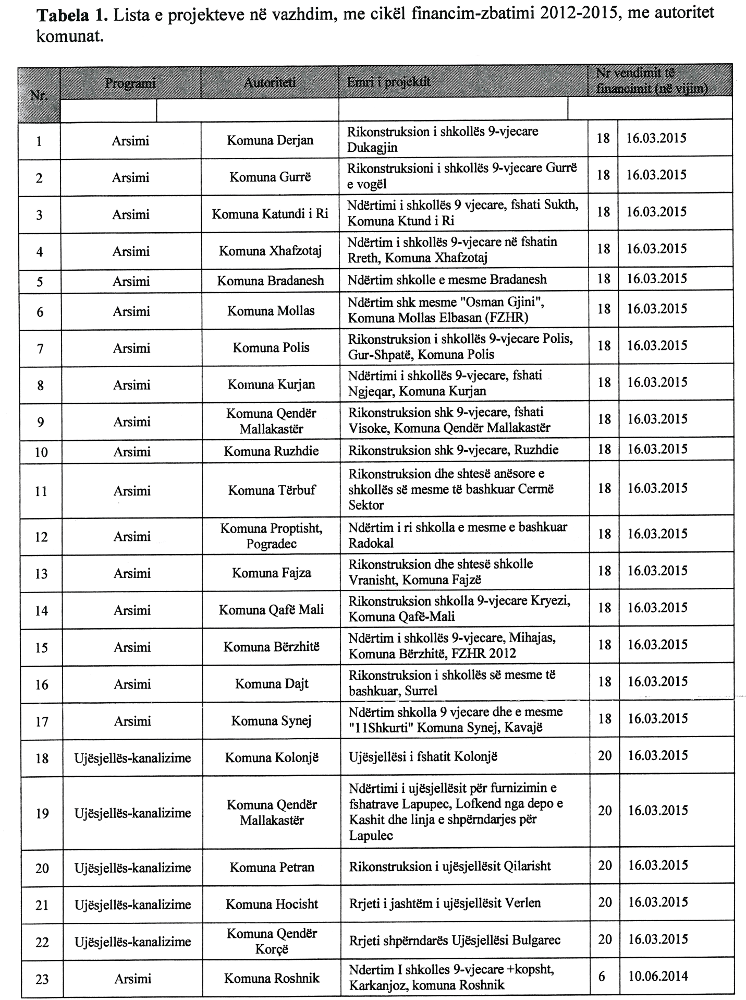 Tabela 1. Lista e projekteve në vazhdim, me cikël financim-zbatimi 2012-2015, me autoritet
komunat.
Nr. Programi Autoriteti Emri i projektit Nr vendimit të
financimit (në vijim)
1 Arsimi Komuna Derjan Rikonstruksion i shkollës 9-vjecare
Dukagjin 18 16.03.2015
2 Arsimi Komuna Gurrë Rikonstruksioni i shkollës 9-vjecare Gurrë
e vogël 18 16.03.2015
3 Arsimi Komuna Katundi i Ri Ndërtimi i shkollës 9 vjecare, fshati Sukth,
Komuna Ktund i Ri 18 16.03.2015
4 Arsimi Komuna Xhafzotaj Ndërtim i shkollës 9-vjecare në fshatin
Rreth, Komuna Xhafzotaj 18 16.03.2015
5 Arsimi Komuna Bradanesh Ndërtim shkolle e mesme Bradanesh 18 16.03.2015
6 Arsimi Komuna Mollas Ndërtim shk mesme "Osman Gjini",
Komuna Mollas Elbasan (FZHR) 18 16.03.2015
7 Arsimi Komuna Polis Rikonstruksion i shkollës 9-vjecare Polis,
Gur-Shpatë, Komuna Polis 18 16.03.2015
8 Arsimi Komuna Kurjan Ndërtimi i shkollës 9-vjecare, fshati
Ngjeqar, Komuna Kurjan 18 16.03.2015
9 Arsimi Komuna Qendër
Mallakastër Rikonstruksion shk 9-vjecare, fshati
Visoke, Komuna Qendër Mallakastër 18 16.03.2015
10 Arsimi Komuna Ruzhdie Rikonstruksion shk 9-vjecare, Ruzhdie 18 16.03.2015
11 Arsimi Komuna Tërbuf Rikonstruksion dhe shtesë anësore e
shkollës së mesme të bashkuar Cermë
Sektor 18 16.03.2015
12 Arsimi Komuna Proptisht,
Pogradec Ndërtim i ri shkolla e mesme e bashkuar
Radokal 18 16.03.2015
13 Arsimi Komuna Fajza Rikonstruksion dhe shtesë shkolle
Vranisht, Komuna Fajzë 18 16.03.2015
14 Arsimi Komuna Qafë Mali Rikonstruksion shkolla 9-vjecare Kryezi,
Komuna Qafë-Mali 18 16.03.2015
15 Arsimi Komuna Bërzhitë Ndërtim i shkollës 9-vjecare, Mihajas,
Komuna Bërzhitë, FZHR 2012 18 16.03.2015
16 Arsimi Komuna Dajt Rikonstruksion i shkollës së mesme të
bashkuar, Surrel 18 16.03.2015
17 Arsimi Komuna Synej Ndërtim shkolla 9 vjecare dhe e mesme
"11Shkurti" Komuna Synej, Kavajë 18 16.03.2015
18 Ujësjellës-kanalizime Komuna Kolonjë Ujësjellësi i fshatit Kolonjë 20 16.03.2015
19 Ujësjellës-kanalizime Komuna Qendër
Mallakastër Ndërtimi i ujësjellësit për furnizimin e
fshatrave Lapupec, Lofkend nga depo e
Kashit dhe linja e shpërndarjes për
Lapulec 20 16.03.2015
20 Ujësjellës-kanalizime Komuna Petran Rikonstruksion i ujësjellësit Qilarisht 20 16.03.2015
21 Ujësjellës-kanalizime Komuna Hocisht Rrjeti i jashtëm i ujësjellësit Verlen 20 16.03.2015
22 Ujësjellës-kanalizime Komuna Qendër
Korçë Rrjeti shpërndarës Ujësjellësi Bulgarec 20 16.03.2015
23 Arsimi Komuna Roshnik Ndertim I shkolles 9-vjecare +kopsht,
Karkanjoz, komuna Roshnik 6 10.06.2014